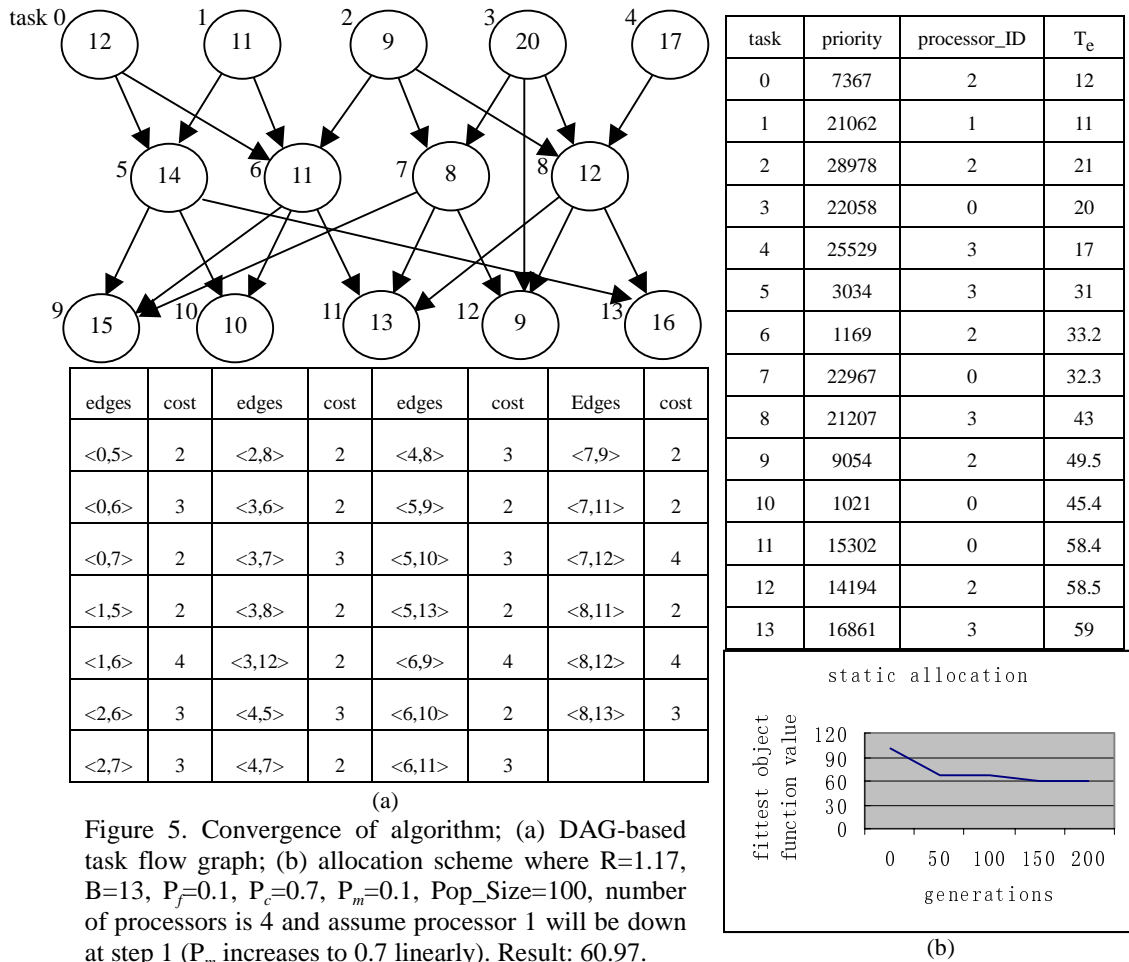 task 0
1
2
3
4
12
11
9
20
17
5
6
7
8
14
11
8
12
9
10
11
12
13
15
10
13
9
16
edges cost edges cost edges cost Edges cost
<0,5> 2 <2,8> 2 <4,8> 3 <7,9> 2
<0,6> 3 <3,6> 2 <5,9> 2 <7,11> 2
<0,7> 2 <3,7> 3 <5,10> 3 <7,12> 4
<1,5> 2 <3,8> 2 <5,13> 2 <8,11> 2
<1,6> 4 <3,12> 2 <6,9> 4 <8,12> 4
<2,6> 3 <4,5> 3 <6,10> 2 <8,13> 3
<2,7> 3 <4,7> 2 <6,11> 3
(a)
Figure 5. Convergence of algorithm; (a) DAG-based
task flow graph; (b) allocation scheme where R=1.17,
B=13, Pf=0.1, Pc=0.7, Pm=0.1, Pop_Size=100, number
of processors is 4 and assume processor 1 will be down
at step 1 (Pm increases to 0.7 linearly). Result: 60.97.
task priority processor_ID Te
0 7367 2 12
1 21062 1 11
2 28978 2 21
3 22058 0 20
4 25529 3 17
5 3034 3 31
6 1169 2 33.2
7 22967 0 32.3
8 21207 3 43
9 9054 2 49.5
10 1021 0 45.4
11 15302 0 58.4
12 14194 2 58.5
13 16861 3 59
static allocation
fittest object
function value
120
90
60
30
0
0 50 100 150 200
generations
(b)